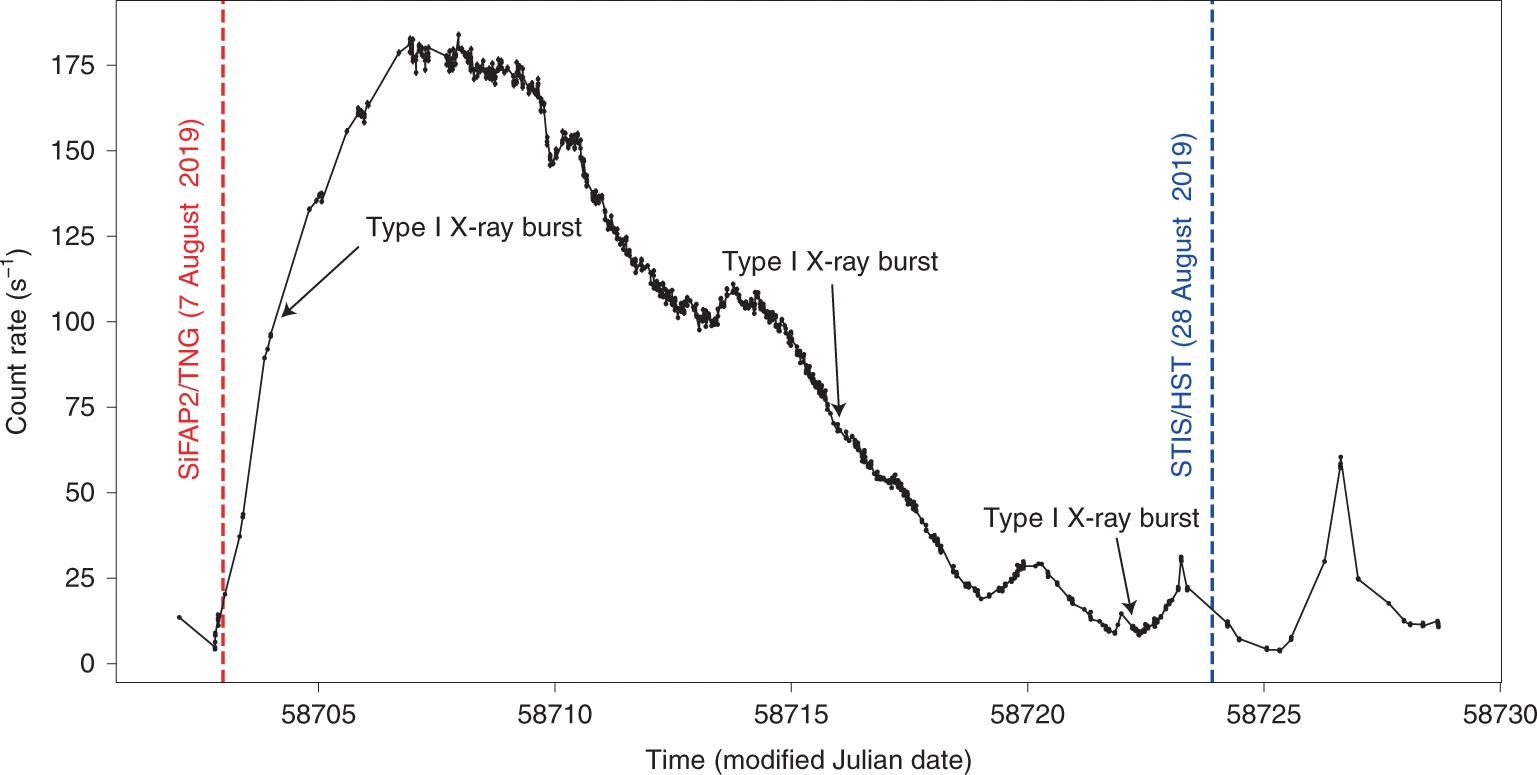 175
150
125
100
75
50
25
0
Count rate (s⁻¹)
SiFAP2/TNG (7 August 2019)
Type I X-ray burst
Type I X-ray burst
Type I X-ray burst
STIS/HST (28 August 2019)
58705
58710
58715
58720
58725
58730
Time (modified Julian date)